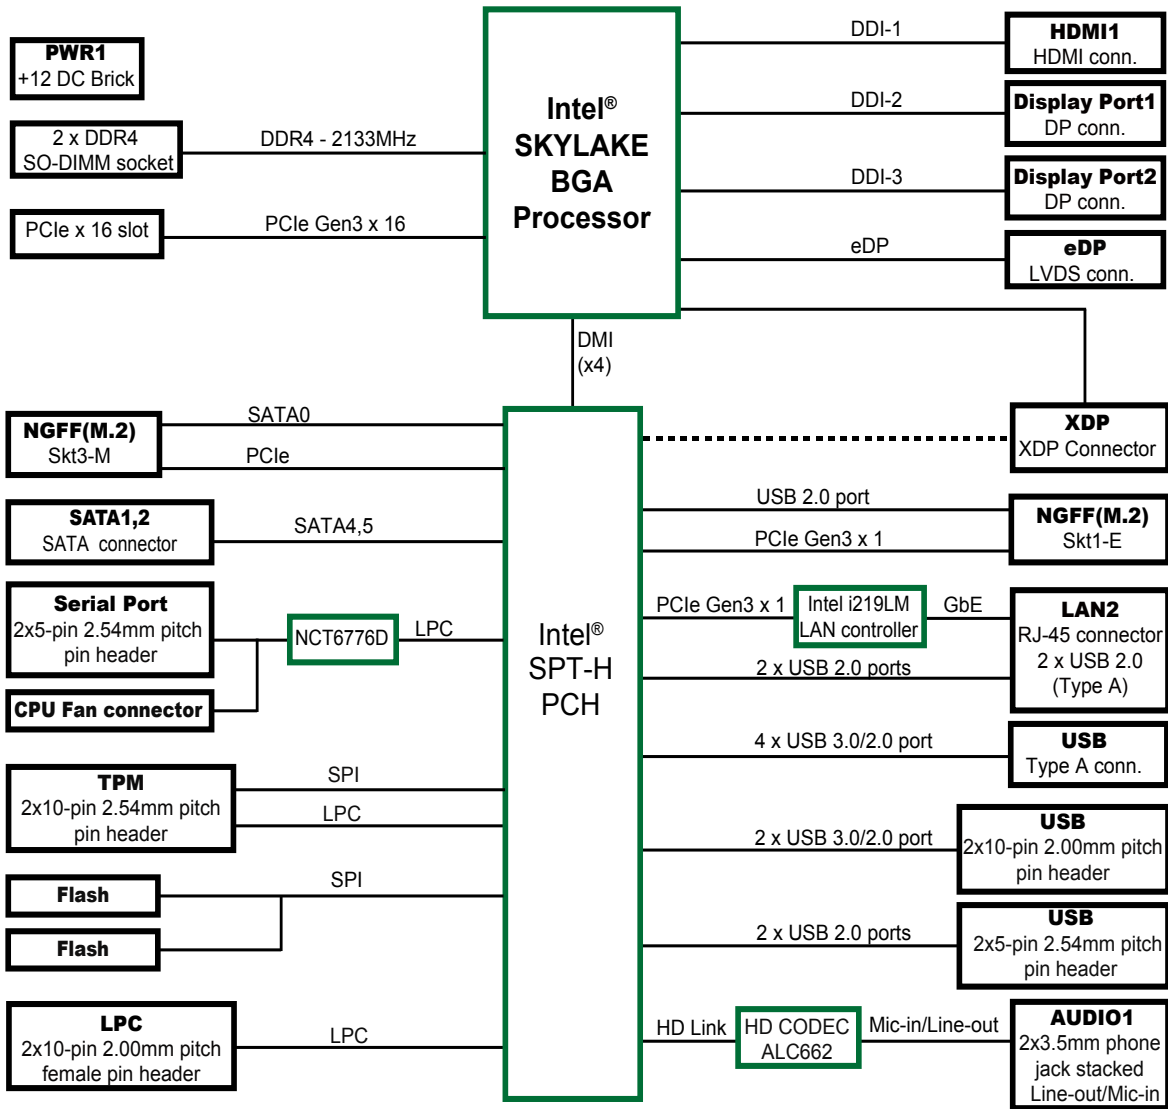 PWR1
+12 DC Brick
2 x DDR4
SO-DIMM socket
DDR4 - 2133MHz
PCIe x 16 slot
PCIe Gen3 x 16
Intel®
SKYLAKE
BGA
Processor
DDI-1
HDMI1
HDMI conn.
DDI-2
Display Port1
DP conn.
DDI-3
Display Port2
DP conn.
eDP
eDP
LVDS conn.
DMI
(x4)
NGFF(M.2)
Skt3-M
SATA0
PCIe
SATA1,2
SATA connector
SATA4,5
Serial Port
2x5-pin 2.54mm pitch
pin header
CPU Fan connector
NCT6776D
LPC
TPM
2x10-pin 2.54mm pitch
pin header
SPI
LPC
Flash
Flash
SPI
LPC
2x10-pin 2.00mm pitch
female pin header
LPC
Intel®
SPT-H
PCH
XDP
XDP Connector
USB 2.0 port
PCIe Gen3 x 1
NGFF(M.2)
Skt1-E
PCIe Gen3 x 1
Intel i219LM
LAN controller
GbE
2 x USB 2.0 ports
LAN2
RJ-45 connector
2 x USB 2.0
(Type A)
4 x USB 3.0/2.0 port
USB
Type A conn.
2 x USB 3.0/2.0 port
USB
2x10-pin 2.00mm pitch
pin header
2 x USB 2.0 ports
USB
2x5-pin 2.54mm pitch
pin header
HD Link
HD CODEC
ALC662
Mic-in/Line-out
AUDIO1
2x3.5mm phone
jack stacked
Line-out/Mic-in